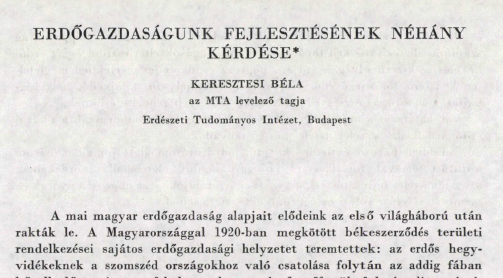 ERDŐGAZDASÁGUNK FEJLESZTÉSÉNEK NÉHÁNY
KÉRDÉSE*
KERESZTESI BÉLA
az MTA levelező tagja
Erdészeti Tudományos Intézet, Budapest
A mai magyar erdőgazdaság alapjait elődeink az első világháború után
rakták le. A Magyarországgal 1920-ban megkötött békeszerződés területi
rendelkezései sajátos erdőgazdasági helyzetet teremtettek: az erdős hegy-
vidékeknek a szomszéd országokhoz való csatolása folytán az addig fában